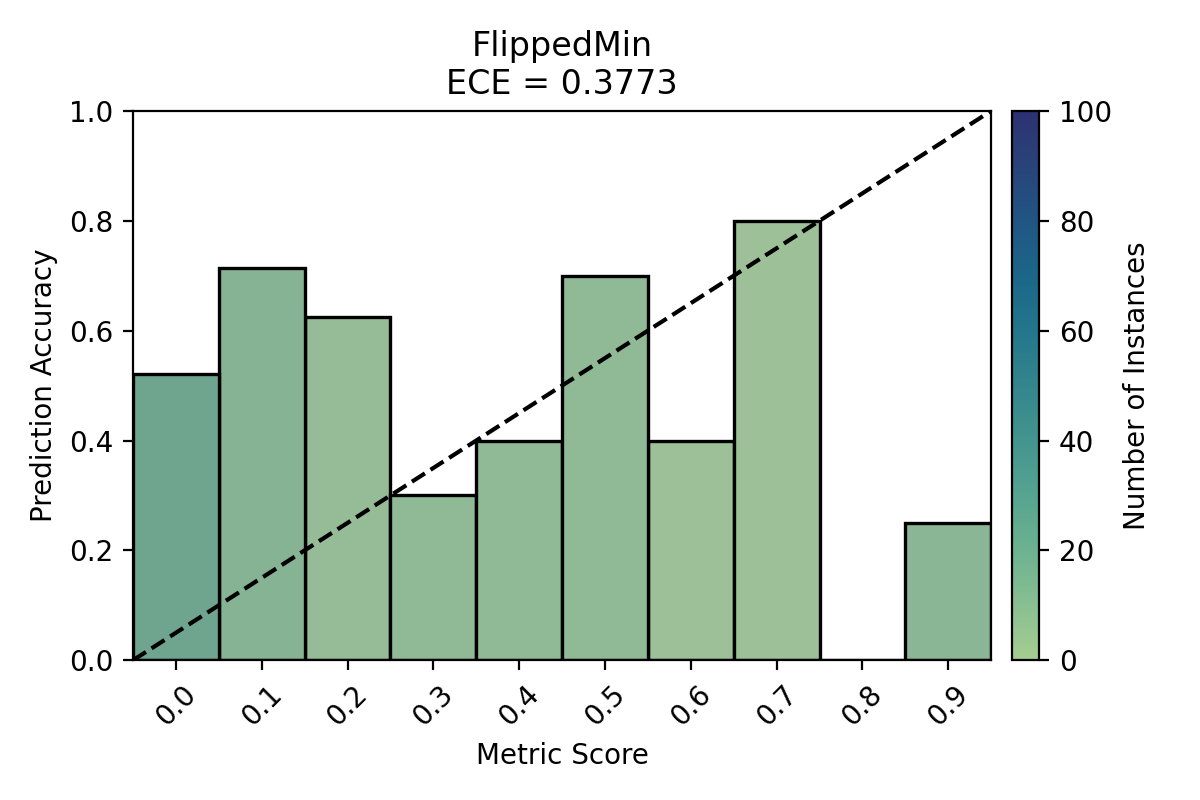 FlippedMin
ECE = 0.3773
Prediction Accuracy
1.0
0.8
0.6
0.4
0.2
0.0
0.0 0.1 0.2 0.3 0.4 0.5 0.6 0.7 0.8 0.9
Metric Score
100
80
60
40
20
0
Number of Instances